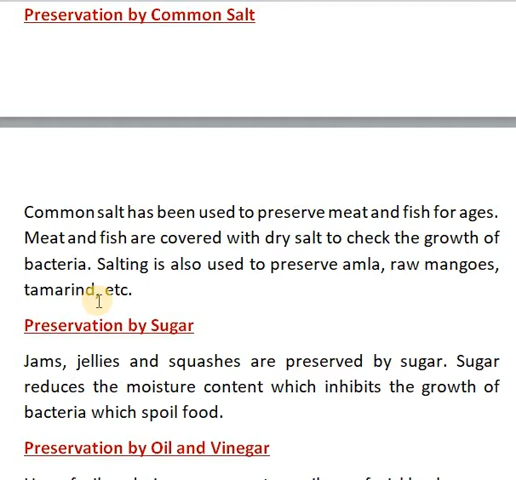 Preservation by Common Salt
Common salt has been used to preserve meat and fish for ages.
Meat and fish are covered with dry salt to check the growth of
bacteria. Salting is also used to preserve amla, raw mangoes,
tamarind, etc.
Preservation by Sugar
Jams, jellies and squashes are preserved by sugar. Sugar
reduces the moisture content which inhibits the growth of
bacteria which spoil food.
Preservation by Oil and Vinegar